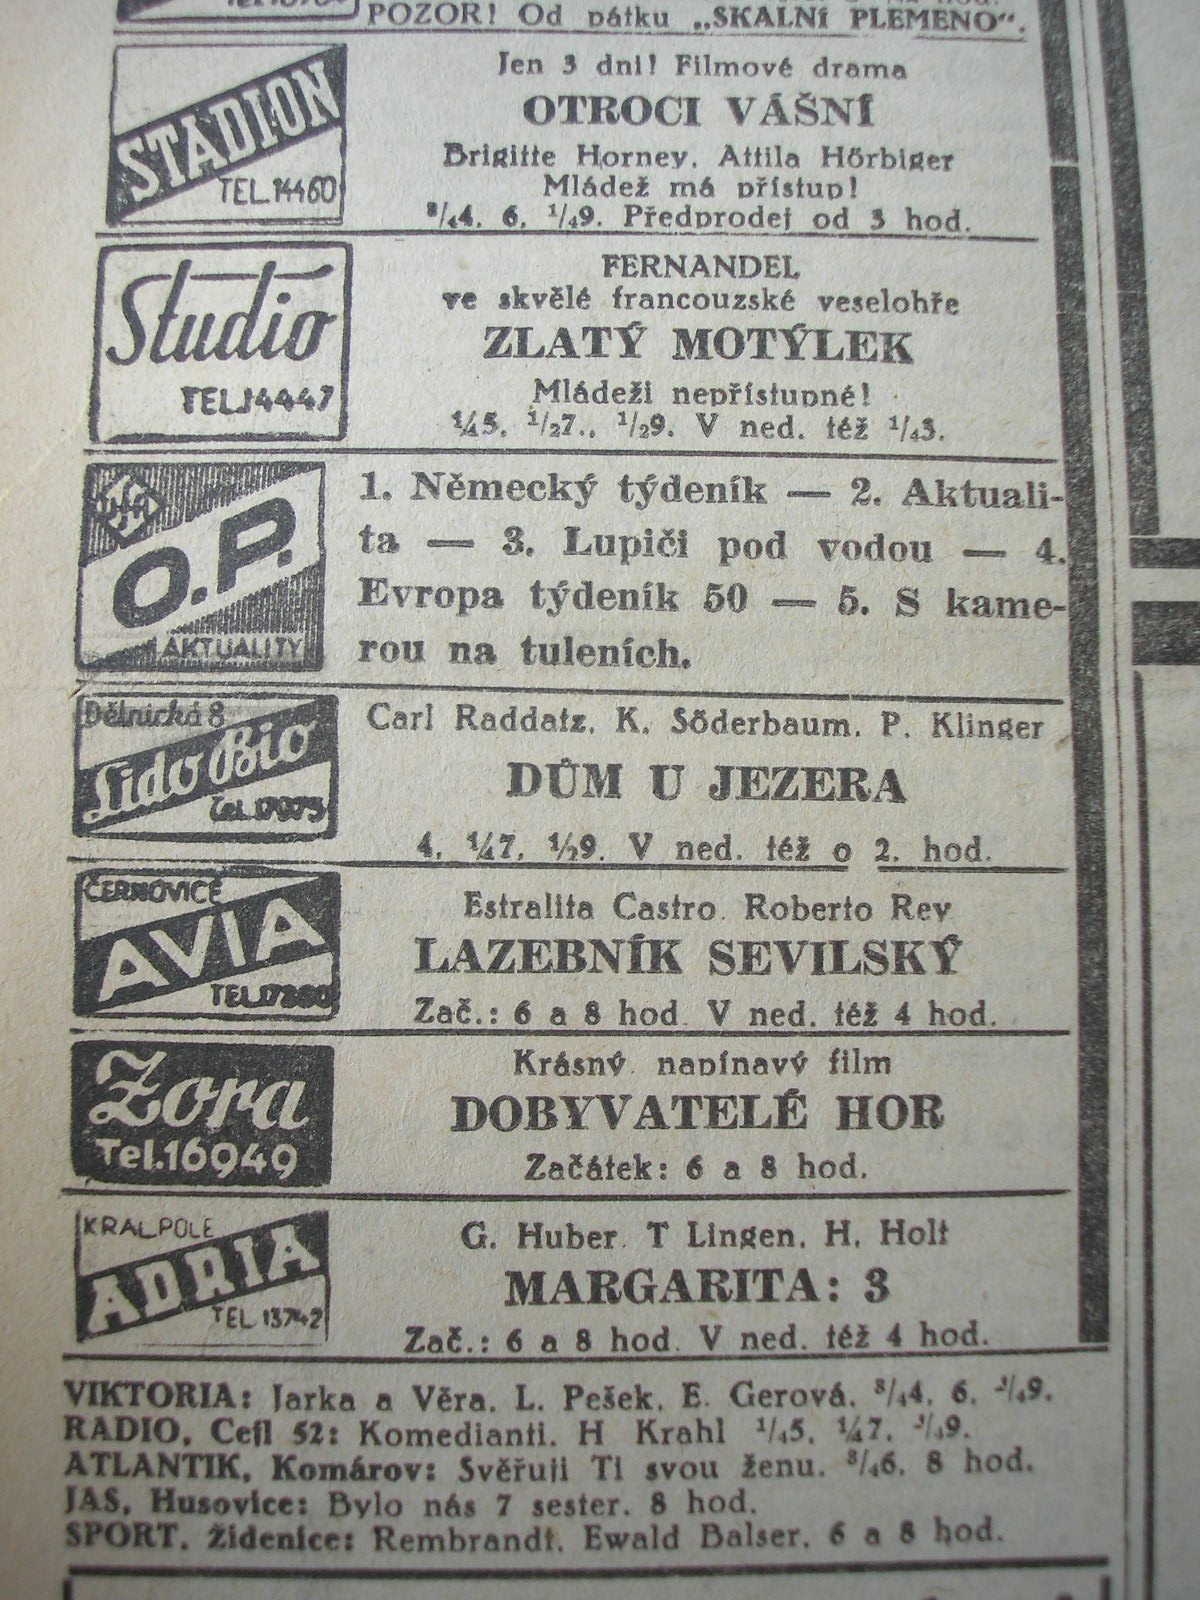 POZOR! Od pátku „SKALNÍ PLEMENO“.
STADION
TEL.14460
Jen 3 dni! Filmové drama
OTROCI VÁŠNÍ
Brigitte Horney, Attila Hörbiger
Mládež má přístup!
³/₄4, 6, ¹/₄9. Předprodej od 3 hod.
Studio
TEL.14447
FERNANDEL
ve skvělé francouzské veselohře
ZLATÝ MOTÝLEK
Mládeži nepřístupné!
¼5, ¹/₂7., ¹/₂9. V ned. též ¹/₄3.
Ufa
O.P.
AKTUALITY
1. Německý týdeník — 2. Aktuali-
ta — 3. Lupiči pod vodou — 4.
Evropa týdeník 50 — 5. S kame-
rou na tuleních.
Dělnická 8
Lido Bio
Tel.17975
Carl Raddatz, K. Söderbaum, P. Klinger
DŮM U JEZERA
4, ¼7, ½9. V ned. též o 2. hod.
ČERNOVICE
AVIA
Estralita Castro, Roberto Rey
LAZEBNÍK SEVILSKÝ
Zač.: 6 a 8 hod. V ned. též 4 hod.
Zora
Tel.16949
Krásný, napínavý film
DOBYVATELÉ HOR
Začátek: 6 a 8 hod.
KRAL.POLE
ADRIA
TEL 13742
G. Huber, T Lingen, H. Holt
MARGARITA: 3
Zač.: 6 a 8 hod. V ned. též 4 hod.
VIKTORIA: Jarka a Věra. L. Pešek, E. Gerová. ³/₄4, 6, ³/₄9.
RADIO, Cejl 52: Komedianti. H Krahl ¹/₄5, ¼7, ³/₄9.
ATLANTIK, Komárov: Svěřuji Ti svou ženu. ³/₄6, 8 hod.
JAS, Husovice: Bylo nás 7 sester. 8 hod.
SPORT, Židenice: Rembrandt. Ewald Balser. 6 a 8 hod.